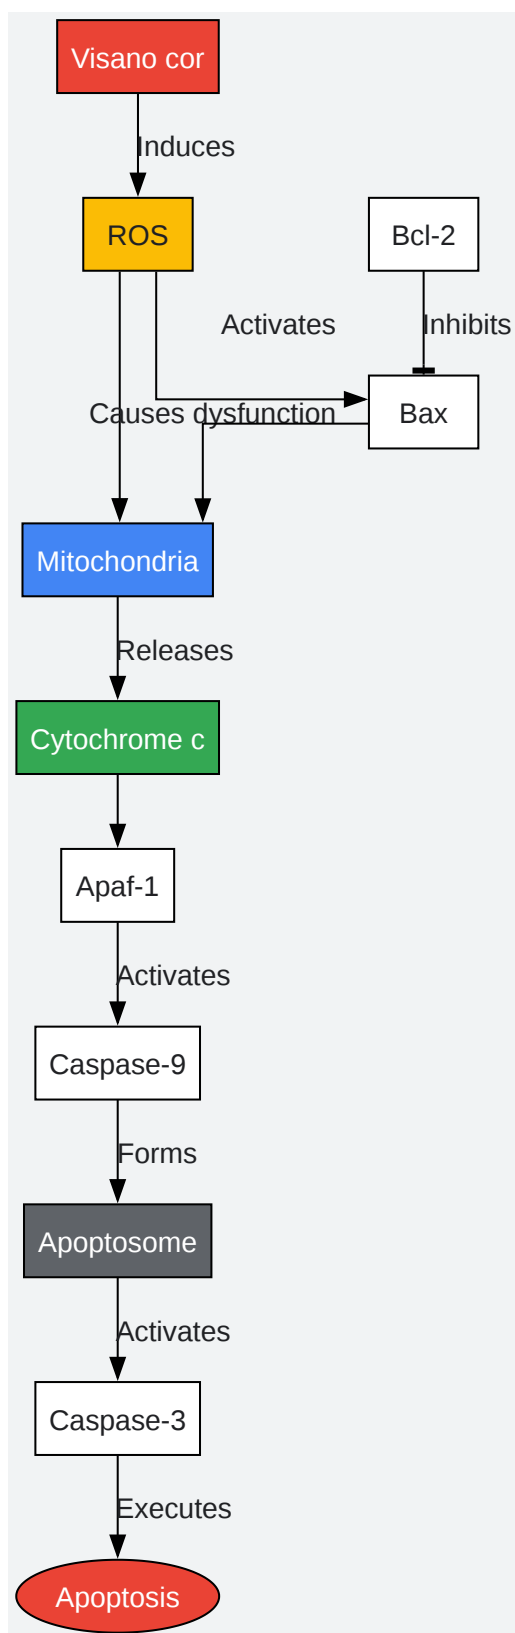 Visano cor
Induces
ROS
Bcl-2
Activates
Inhibits
Causes dysfunction
Bax
Mitochondria
Releases
Cytochrome c
Apaf-1
Activates
Caspase-9
Forms
Apoptosome
Activates
Caspase-3
Executes
Apoptosis